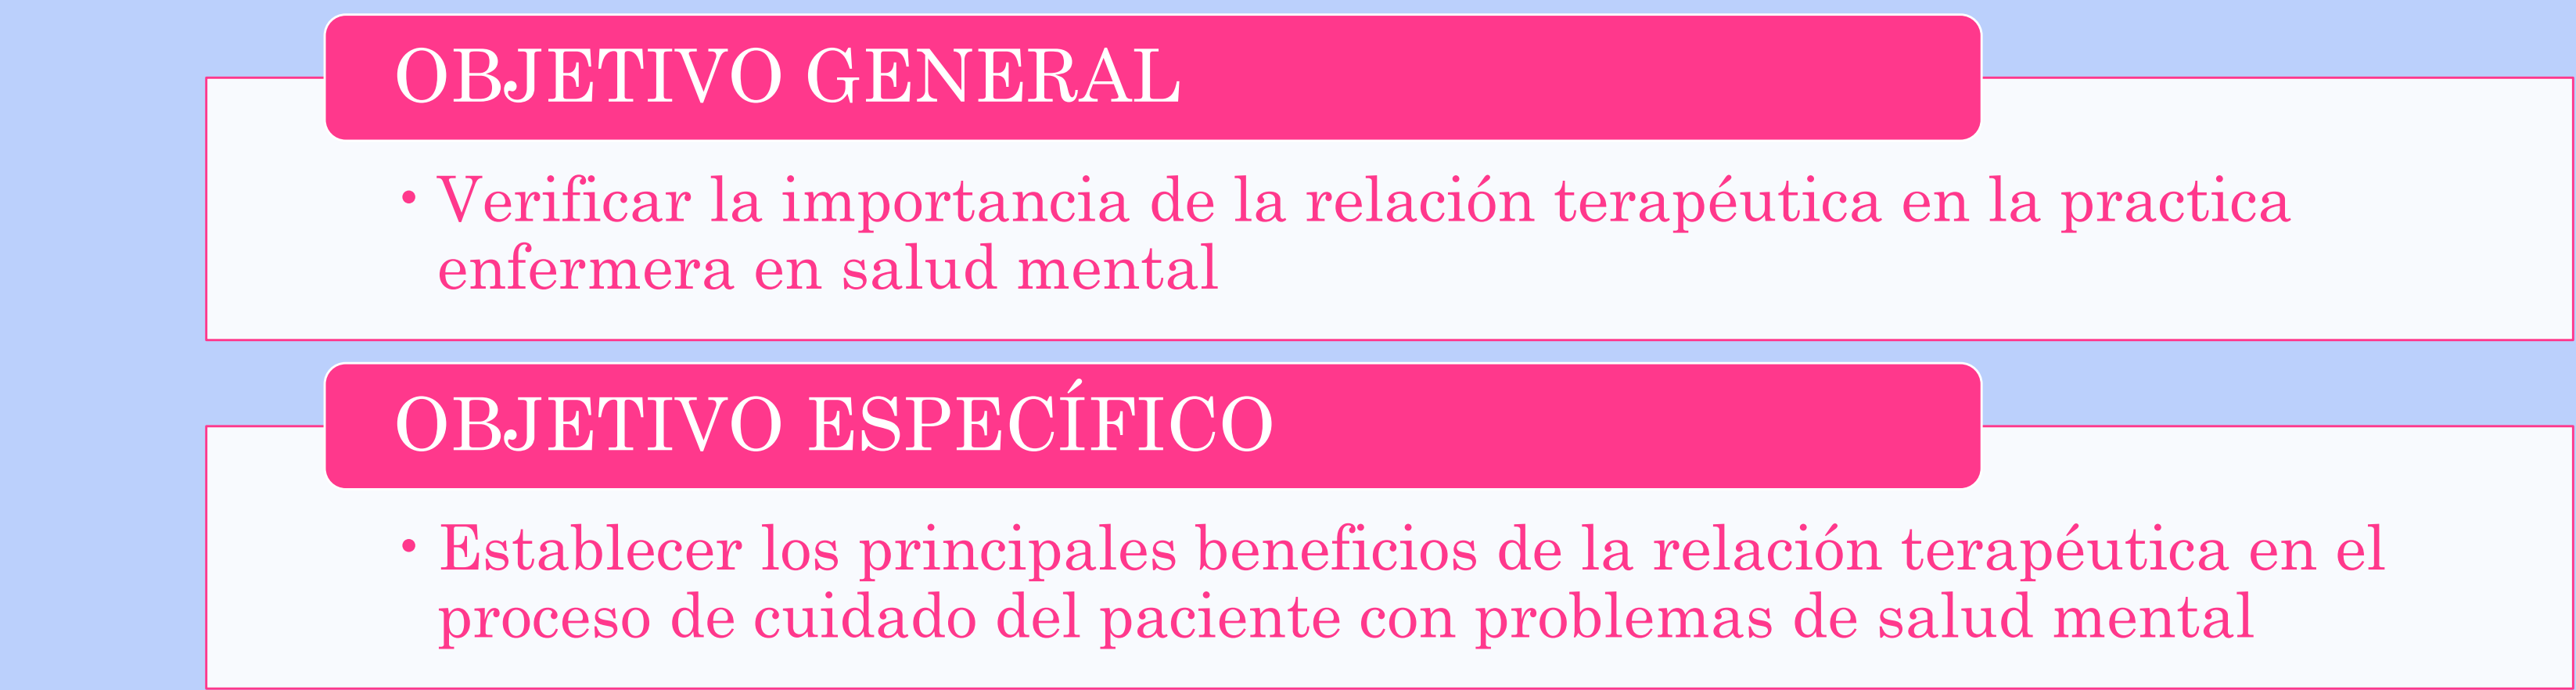 OBJETIVO GENERAL
• Verificar la importancia de la relación terapéutica en la practica
enfermera en salud mental
OBJETIVO ESPECÍFICO
• Establecer los principales beneficios de la relación terapéutica en el
proceso de cuidado del paciente con problemas de salud mental